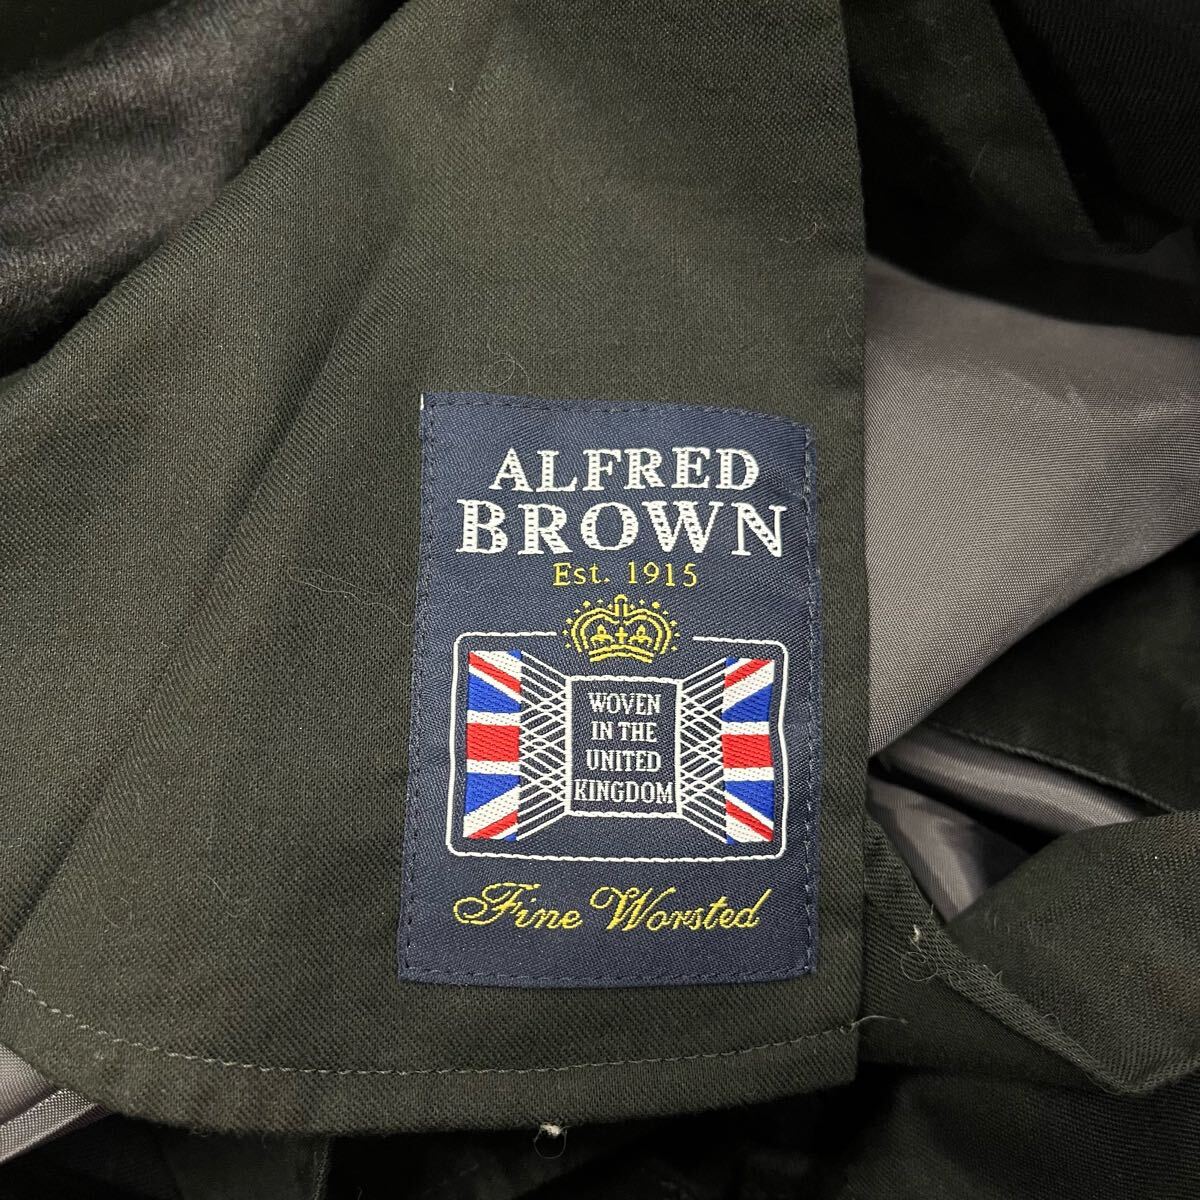 ALFRED
BROWN
Est. 1915
WOVEN
IN THE
UNITED
KINGDOM
Fine Worsted